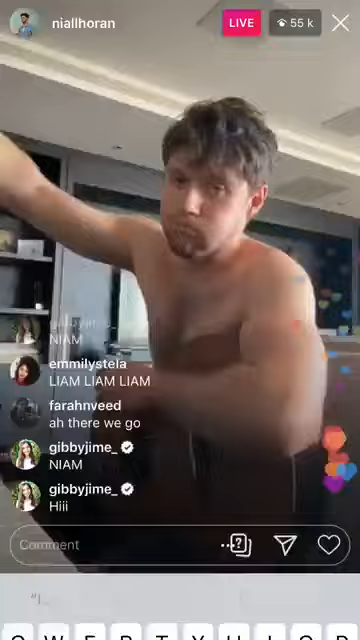 niallhoran
LIVE
55 k
NIAM
emmilystela
LIAM LIAM LIAM
farahnveed
ah there we go
gibbyjime_
NIAM
gibbyjime_
Hiii
Comment